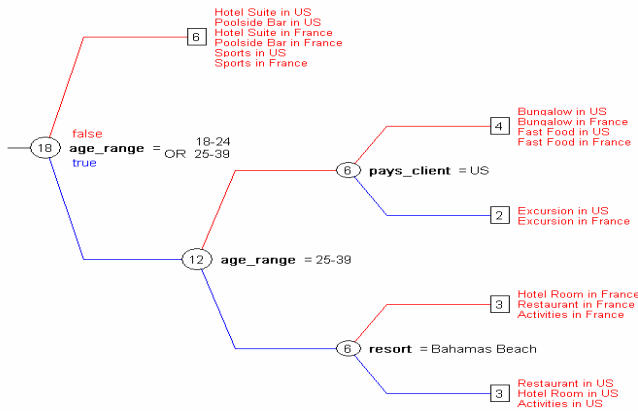 Hotel Suite in US
Poolside Bar in US
Hotel Suite in France
Poolside Bar in France
Sports in US
Sports in France
6
false
18
age_range = 18-24
OR 25-39
true
Bungalow in US
Bungalow in France
Fast Food in US
Fast Food in France
4
6
pays_client = US
2
Excursion in US
Excursion in France
12
age_range = 25-39
Hotel Room in France
Restaurant in France
Activities in France
3
6
resort = Bahamas Beach
3
Restaurant in US
Hotel Room in US
Activities in US